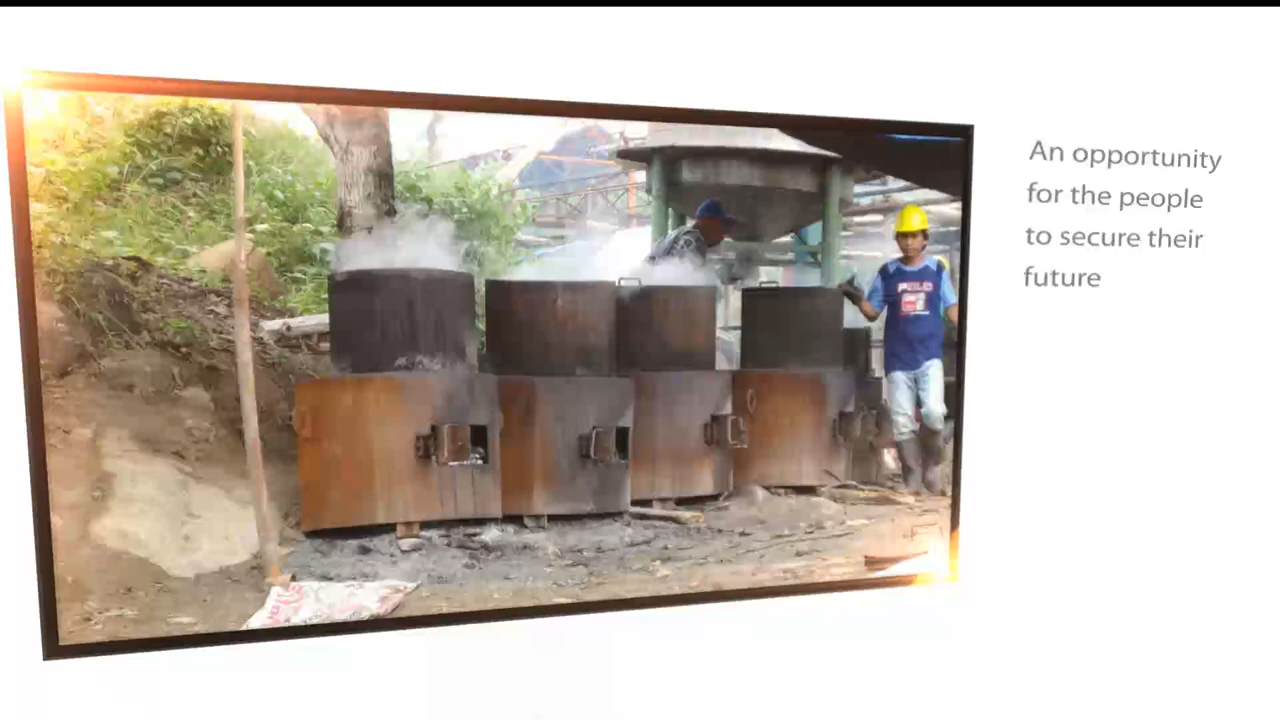 An opportunity
for the people
to secure their
future